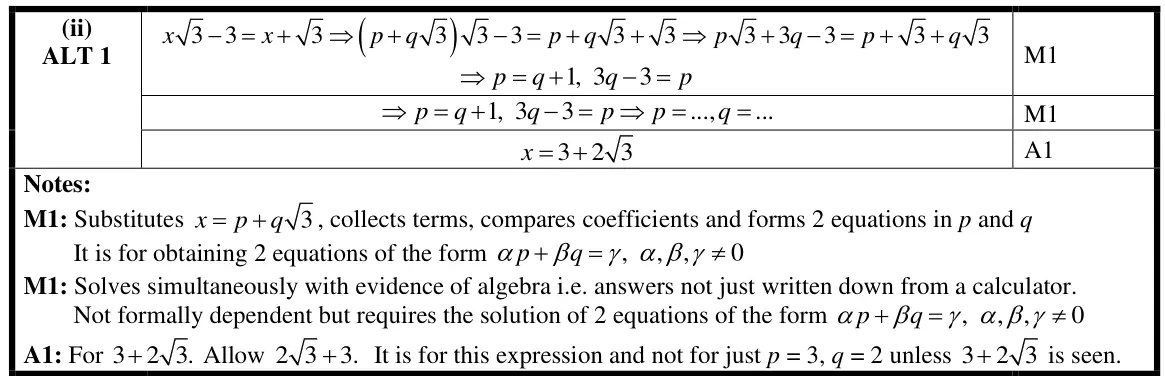 (ii)
ALT 1
x√3 − 3 = x + √3 ⇒ (p + q√3)√3 − 3 = p + q√3 + √3 ⇒ p√3 + 3q − 3 = p + √3 + q√3
⇒ p = q + 1, 3q − 3 = p
M1
⇒ p = q + 1, 3q − 3 = p ⇒ p = ..., q = ...
M1
x = 3 + 2√3
A1
Notes:
M1: Substitutes x = p + q√3, collects terms, compares coefficients and forms 2 equations in p and q
It is for obtaining 2 equations of the form αp + βq = γ, α, β, γ ≠ 0
M1: Solves simultaneously with evidence of algebra i.e. answers not just written down from a calculator.
Not formally dependent but requires the solution of 2 equations of the form αp + βq = γ, α, β, γ ≠ 0
A1: For 3 + 2√3. Allow 2√3 + 3. It is for this expression and not for just p = 3, q = 2 unless 3 + 2√3 is seen.